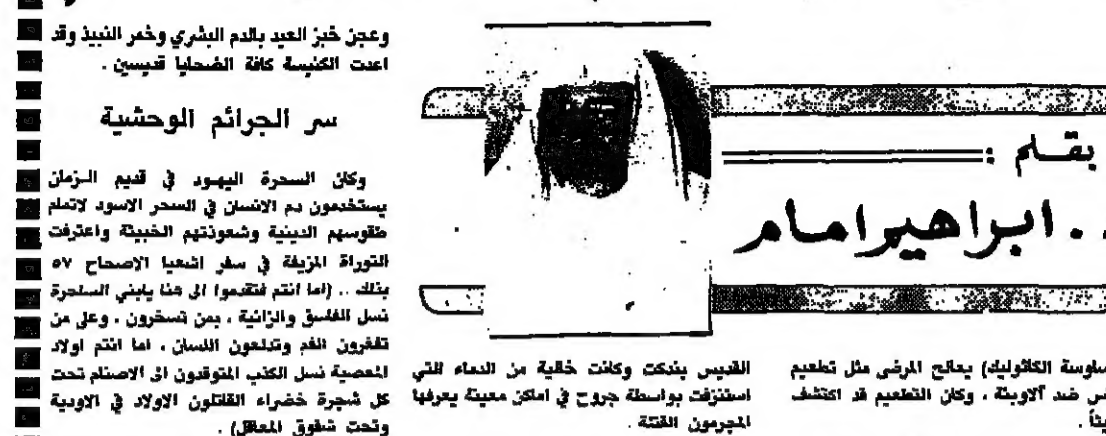 بقلم :
.. ابراهيم امام
ساوسة الكاثوليك) يعالج المرضى مثل تطعيم
س ضد الاوبئة . وكان التطعيم قد اكتشف
يثاً .
القديس بندكت وكانت خالية من الدماء التي
استنزفت بواسطة جروح في اماكن معينة يعرفها
المجرمون القتلة .
وعجن خبز العيد بالدم البشري وخمر النبيذ وقد
اعدت الكنيسة كافة الضحايا قديسين .
سر الجرائم الوحشية
وكان السحرة اليهود في قديم الزمان
يستخدمون دم الانسان في السحر الاسود لاتمام
طقوسهم الدينية وشعوذتهم الخبيثة واعترفت
التوراة المزيفة في سفر اشعيا الاصحاح ٥٧
بذلك .. (اما انتم فتقدموا الى هنا يابني الساحرة
نسل الفاسق والزانية ، بمن تسخرون ، وعلى من
تفغرون الفم وتدلعون اللسان ، اما انتم اولاد
المعصية نسل الكذب المتوقدون الى الاصنام تحت
كل شجرة خضراء القاتلون الاولاد في الاودية
وتحت شقوق المعاقل) .